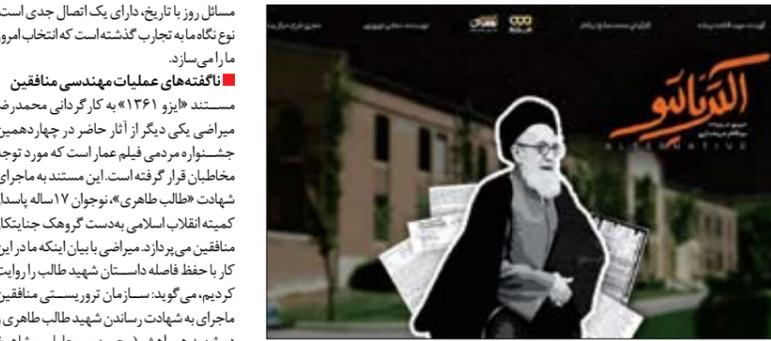 مسائل روز با تاریخ، دارای یک اتصال جدی است.
نوع نگاه ما به تجارب گذشته است که انتخاب امروز
ما را می‌سازد.
ناگفته‌های عملیات مهندسی منافقین
مستند «ایزو ۱۳۶۱» به کارگردانی محمدرضا
میراضی یکی دیگر از آثار حاضر در چهاردهمین
جشنواره مردمی فیلم عمار است که مورد توجه
مخاطبان قرار گرفته است. این مستند به ماجرای
شهادت «طالب طاهری»، نوجوان ۱۷ساله پاسدار
کمیته انقلاب اسلامی به‌دست گروهک جنایتکار
منافقین می‌پردازد. میراضی با بیان اینکه ما در این
کار با حفظ فاصله داستان شهید طالب را روایت
کردیم، می‌گوید: سازمان تروریستی منافقین
ماجرای به شهادت رساندن شهید طالب طاهری و
آلترناتیو
ALTERNATIVE